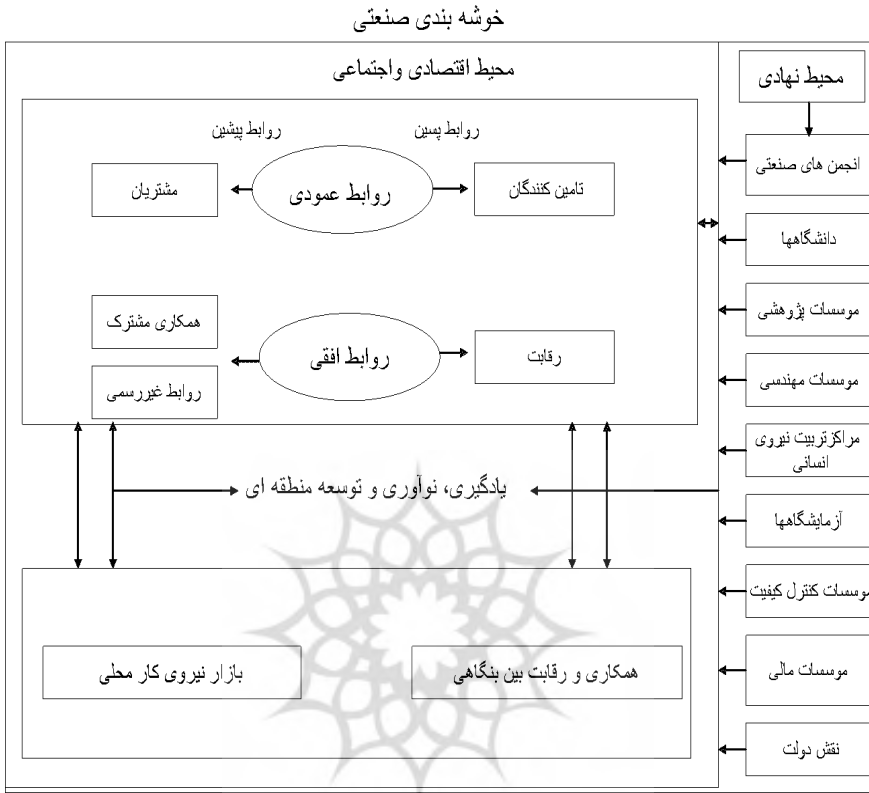 خوشه بندی صنعتی
محیط اقتصادی واجتماعی
محیط نهادی
روابط پسین
روابط پیشین
انجمن های صنعتی
تامین کنندگان
روابط عمودی
مشتریان
دانشگاهها
موسسات پژوهشی
همکاری مشترک
رقابت
روابط افقی
روابط غیررسمی
موسسات مهندسی
مراکزتربیت نیروی
انسانی
یادگیری، نوآوری و توسعه منطقه ای
آزمایشگاهها
موسسات کنترل کیفیت
همکاری و رقابت بین بنگاهی
بازار نیروی کار محلی
موسسات مالی
نقش دولت